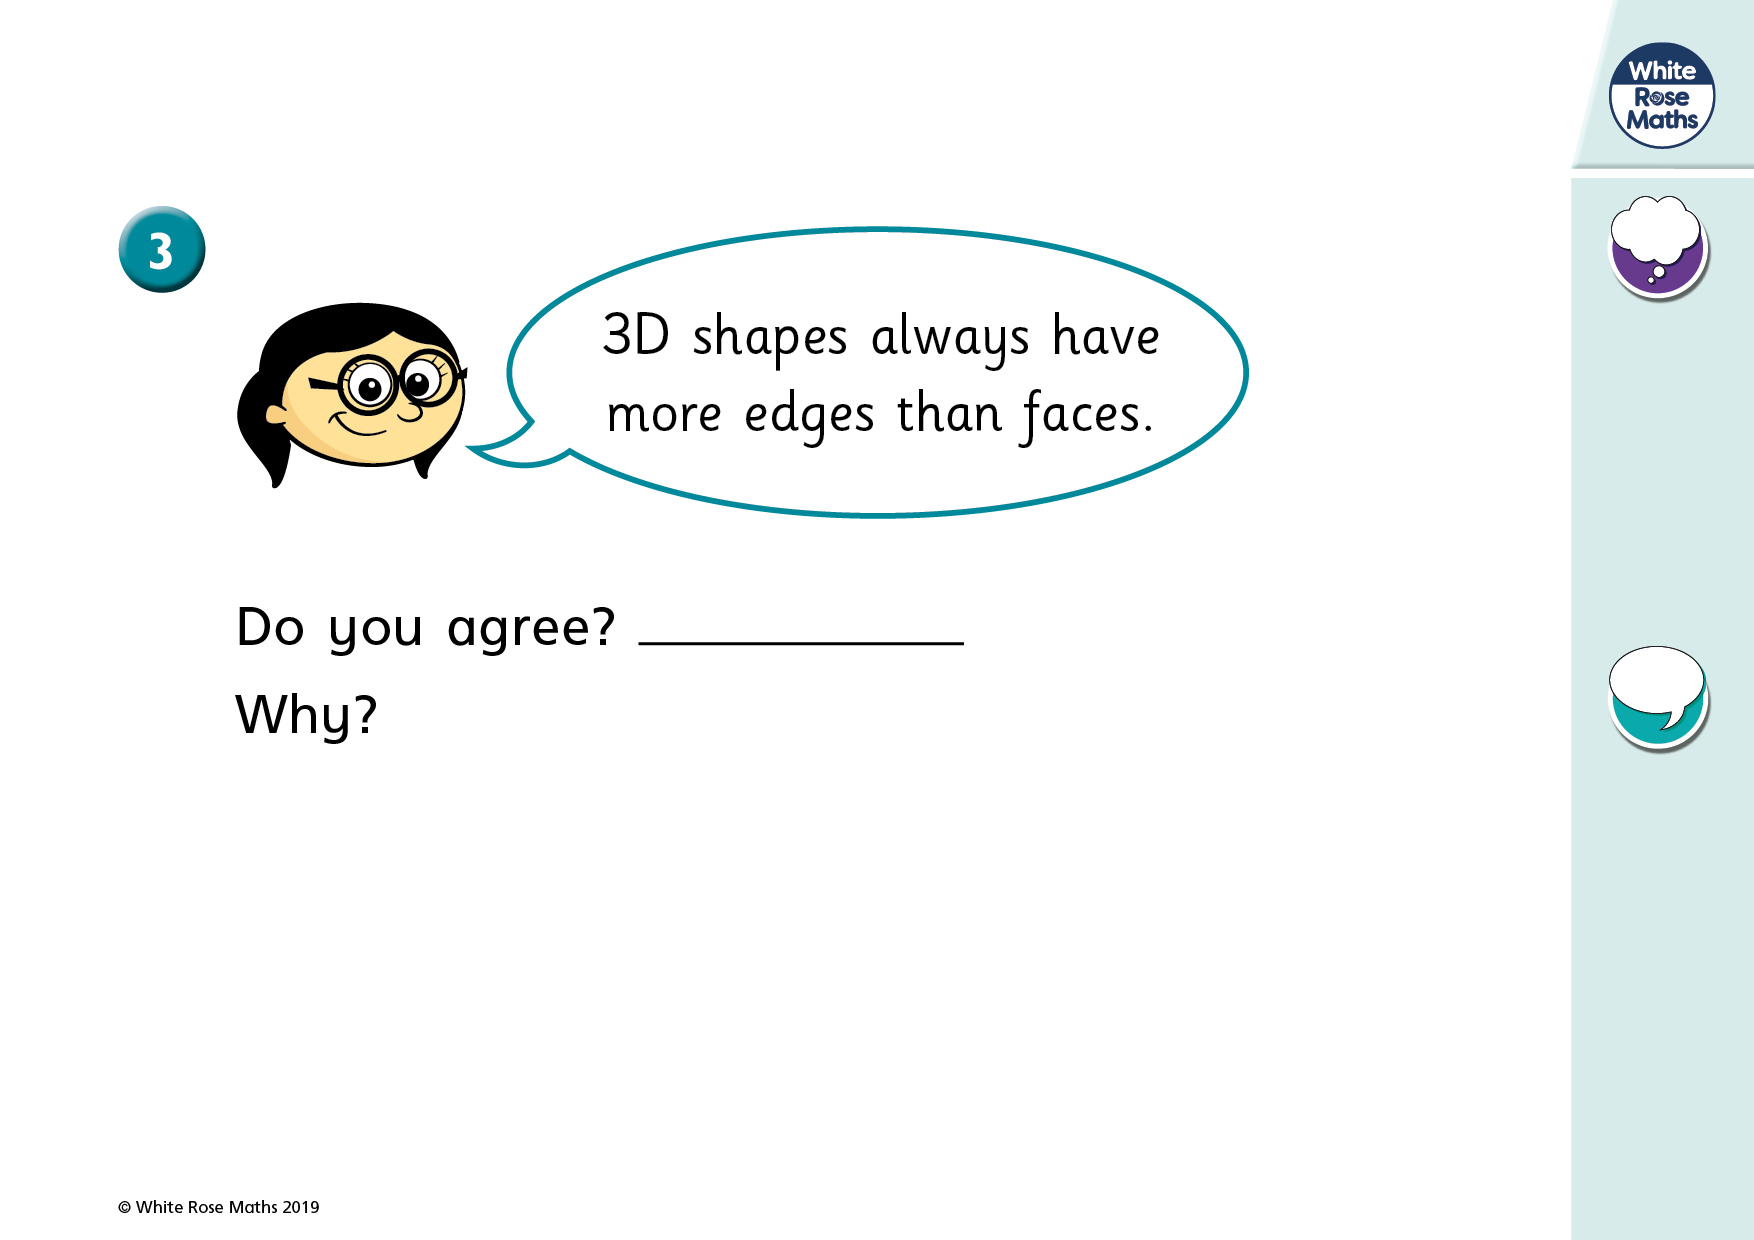 White
Rose
Maths
3
3D shapes always have
more edges than faces.
Do you agree? ____________
Why?
© White Rose Maths 2019